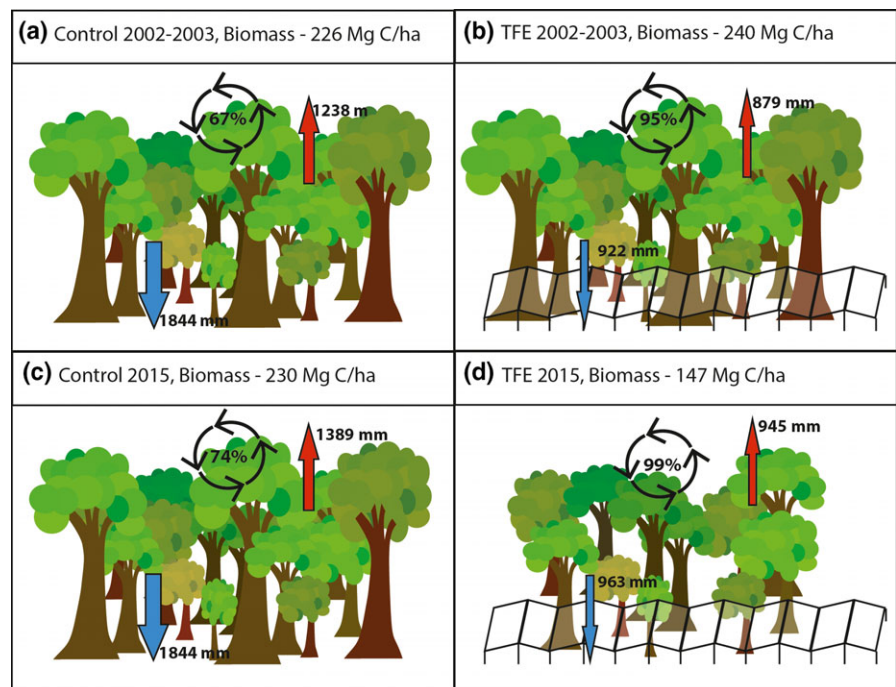 (a) Control 2002-2003, Biomass - 226 Mg C/ha
67%
1238 m
1844 mm
(b) TFE 2002-2003, Biomass - 240 Mg C/ha
95%
879 mm
922 mm
(c) Control 2015, Biomass - 230 Mg C/ha
74%
1389 mm
1844 mm
(d) TFE 2015, Biomass - 147 Mg C/ha
99%
945 mm
963 mm